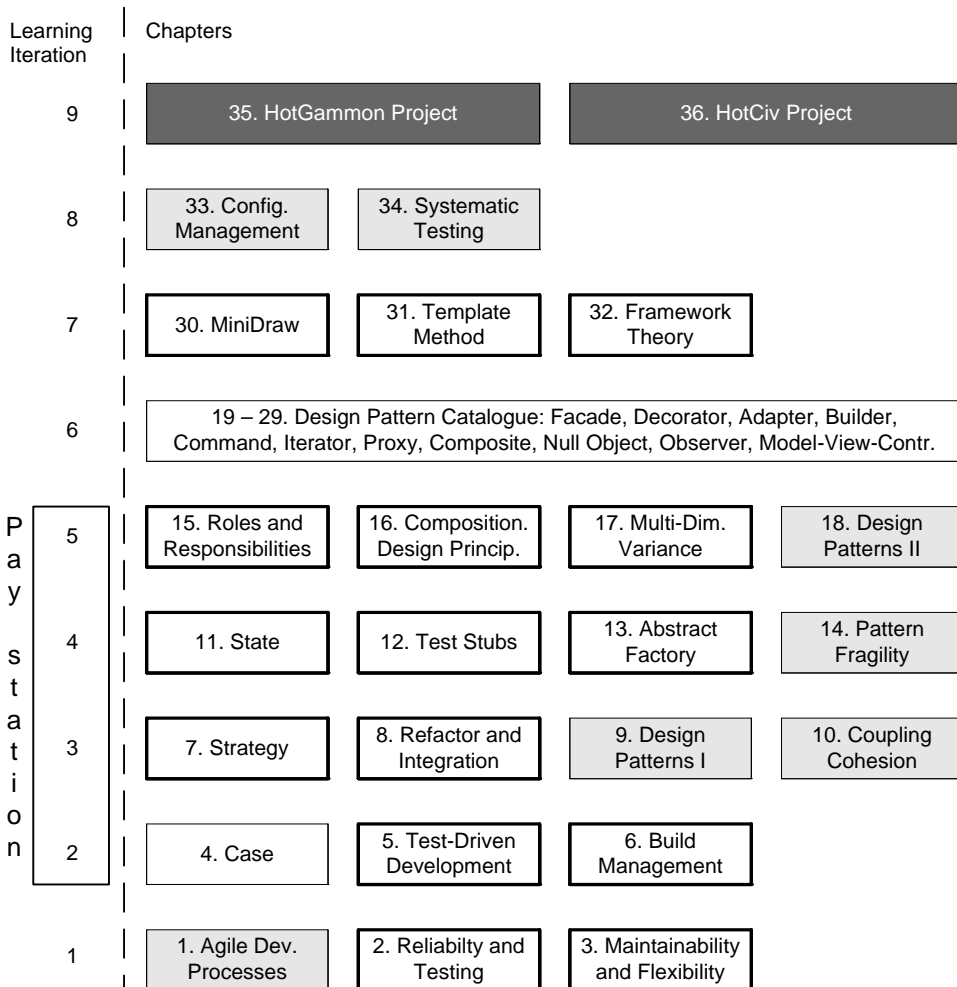 Learning
Iteration
Chapters
9
35. HotGammon Project
36. HotCiv Project
8
33. Config.
Management
34. Systematic
Testing
7
30. MiniDraw
31. Template
Method
32. Framework
Theory
6
19 – 29. Design Pattern Catalogue: Facade, Decorator, Adapter, Builder,
Command, Iterator, Proxy, Composite, Null Object, Observer, Model-View-Contr.
Pay station
5
15. Roles and
Responsibilities
16. Composition.
Design Princip.
17. Multi-Dim.
Variance
18. Design
Patterns II
4
11. State
12. Test Stubs
13. Abstract
Factory
14. Pattern
Fragility
3
7. Strategy
8. Refactor and
Integration
9. Design
Patterns I
10. Coupling
Cohesion
2
4. Case
5. Test-Driven
Development
6. Build
Management
1
1. Agile Dev.
Processes
2. Reliabilty and
Testing
3. Maintainability
and Flexibility